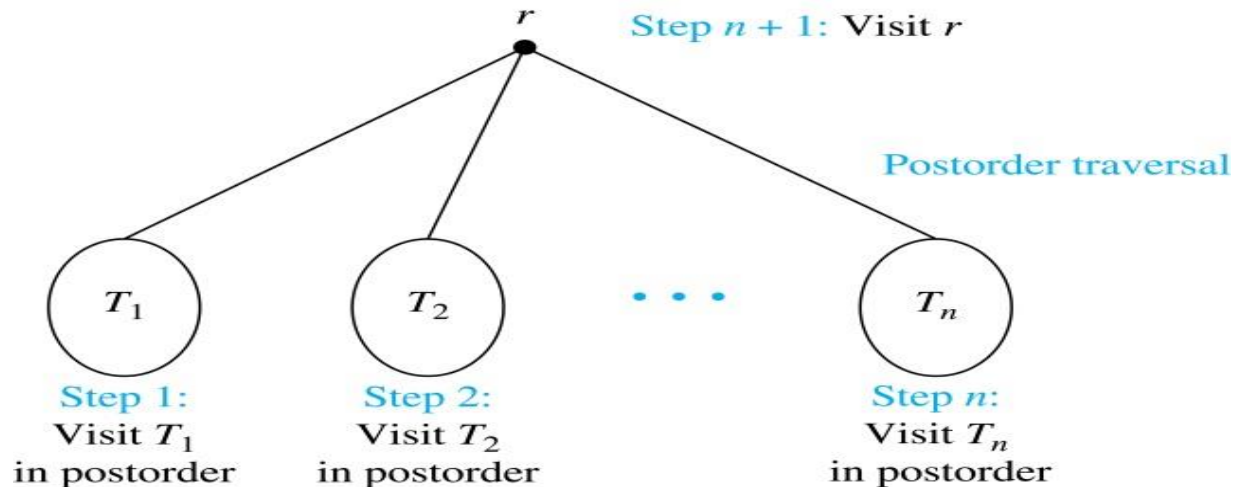 r
Step n + 1: Visit r
Postorder traversal
T₁
T₂
Tₙ
Step 1:
Visit T₁
in postorder
Step 2:
Visit T₂
in postorder
Step n:
Visit Tₙ
in postorder